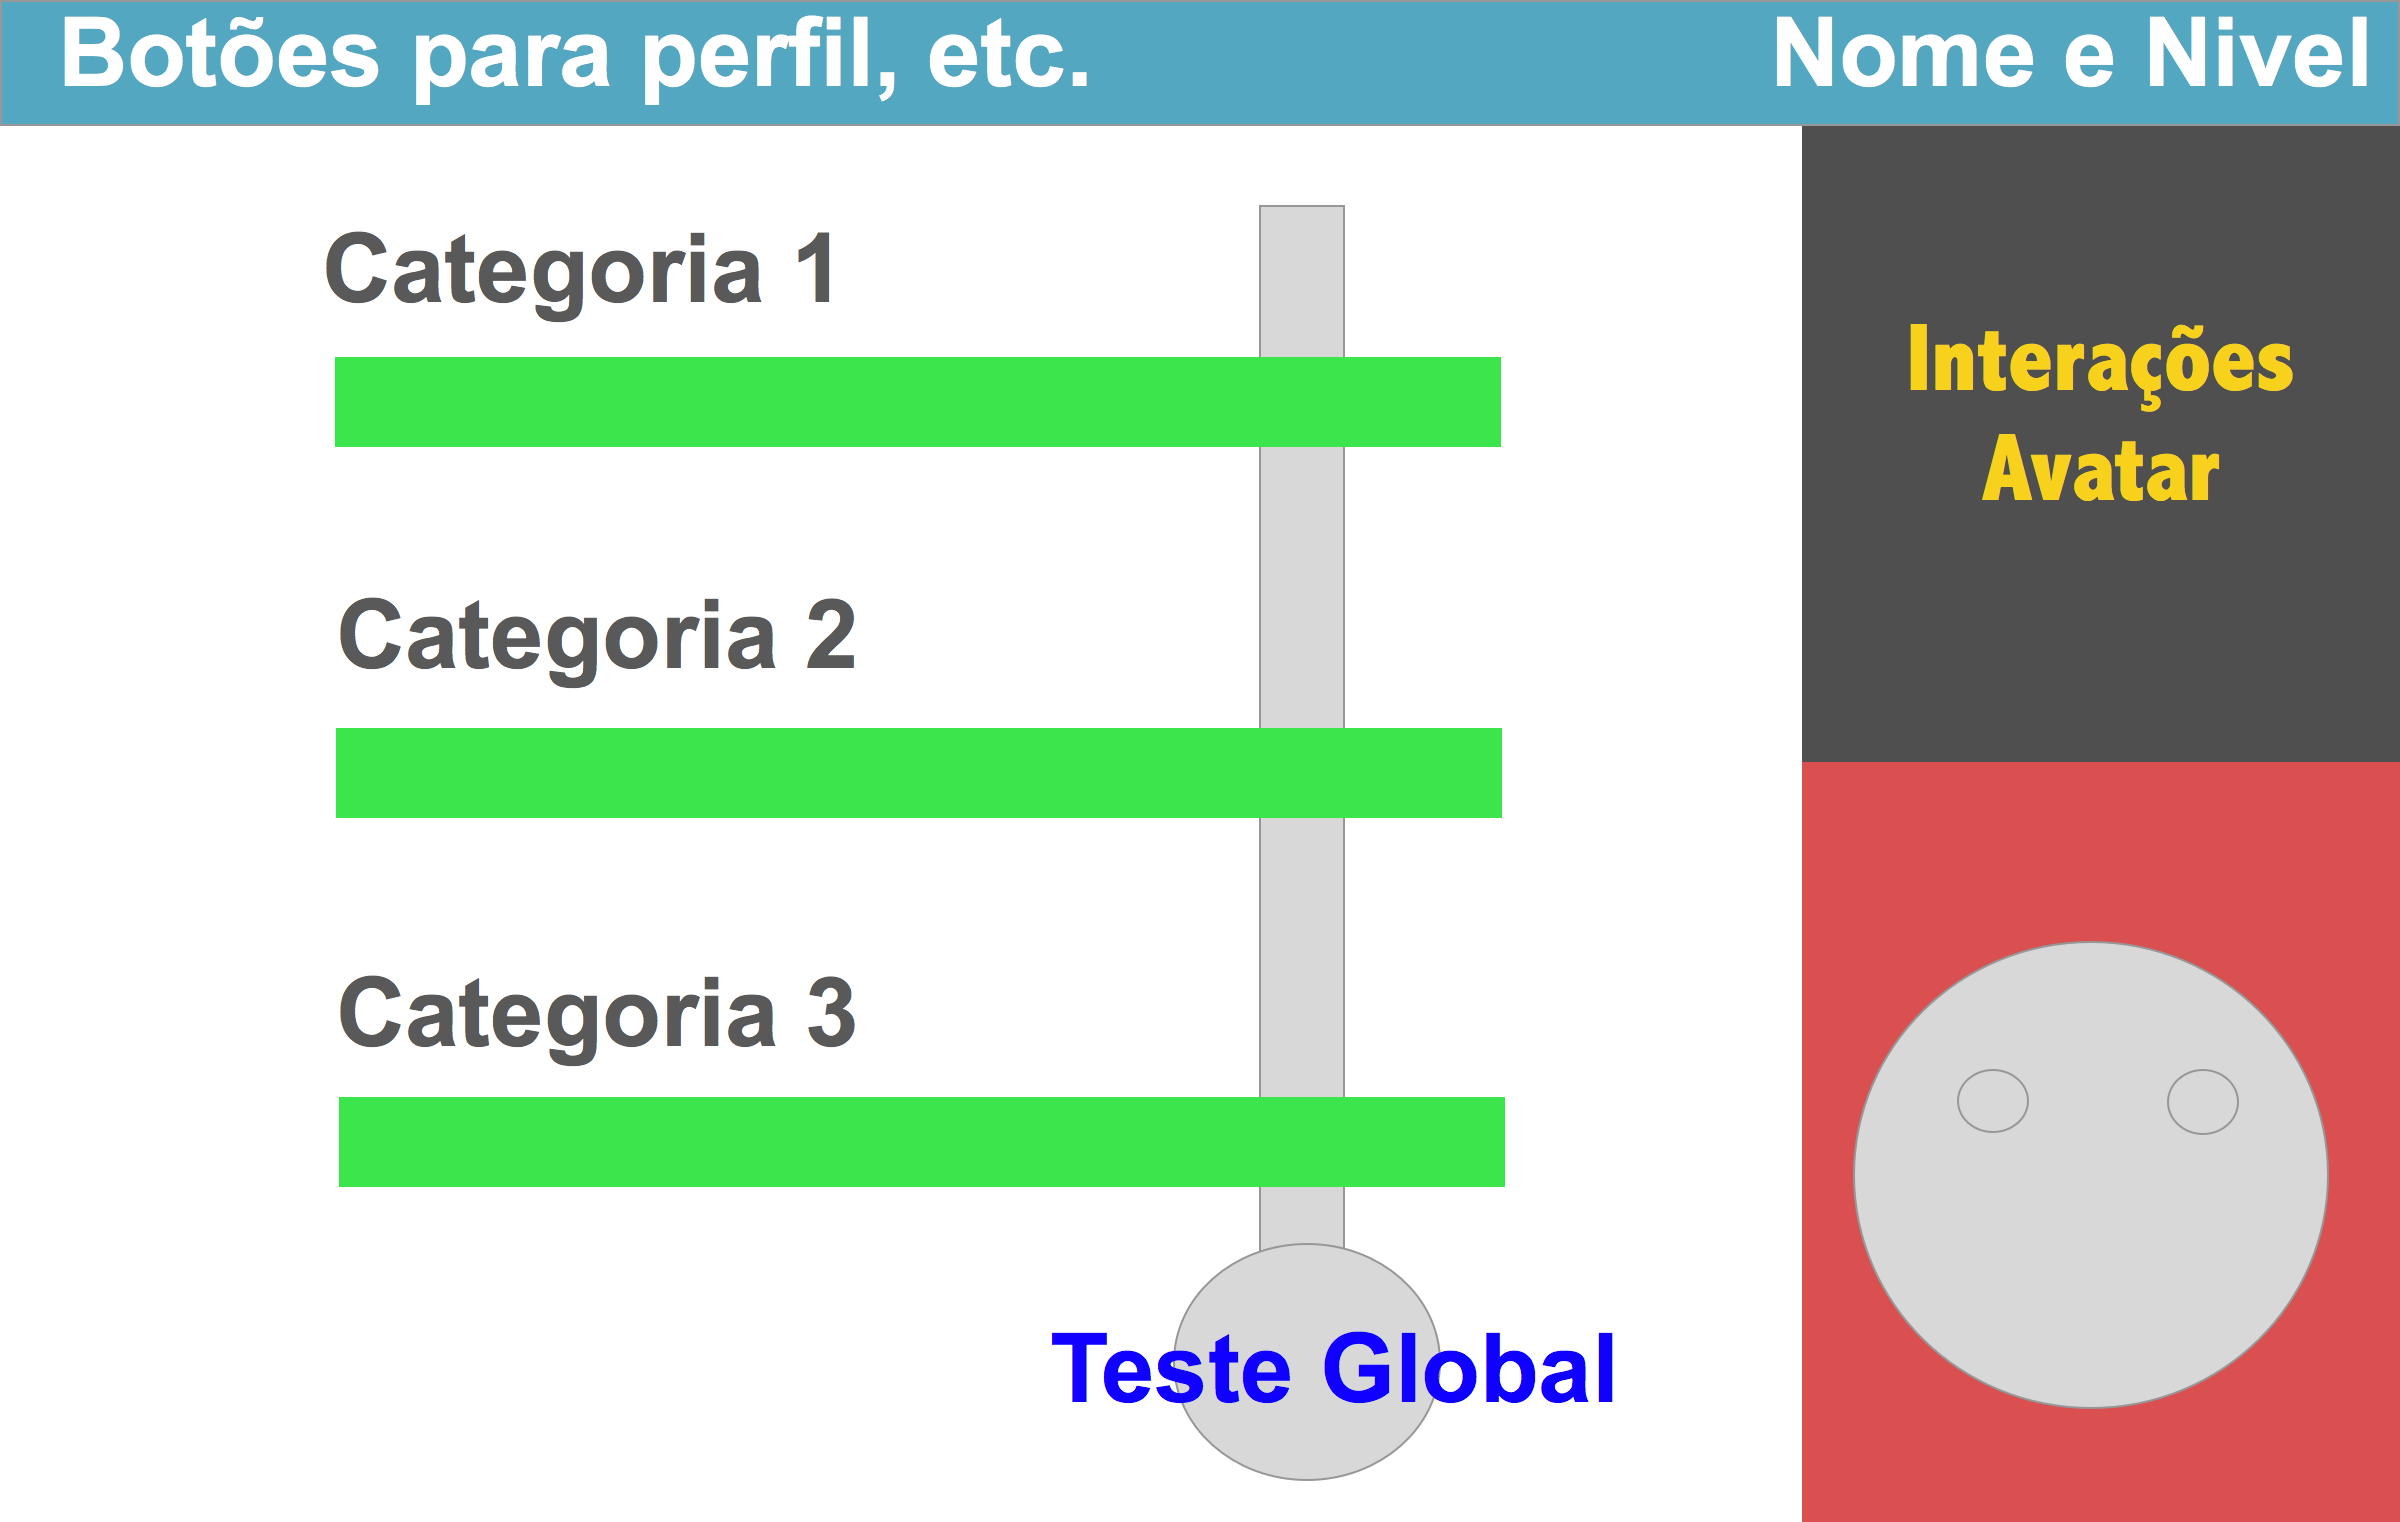 Botões para perfil, etc.
Nome e Nivel
Categoria 1
Categoria 2
Categoria 3
Teste Global
Interações
Avatar